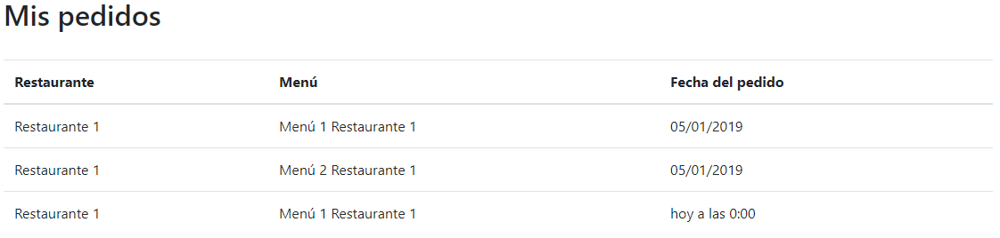 Mis pedidos
Restaurante Menú Fecha del pedido
Restaurante 1 Menú 1 Restaurante 1 05/01/2019
Restaurante 1 Menú 2 Restaurante 1 05/01/2019
Restaurante 1 Menú 1 Restaurante 1 hoy a las 0:00